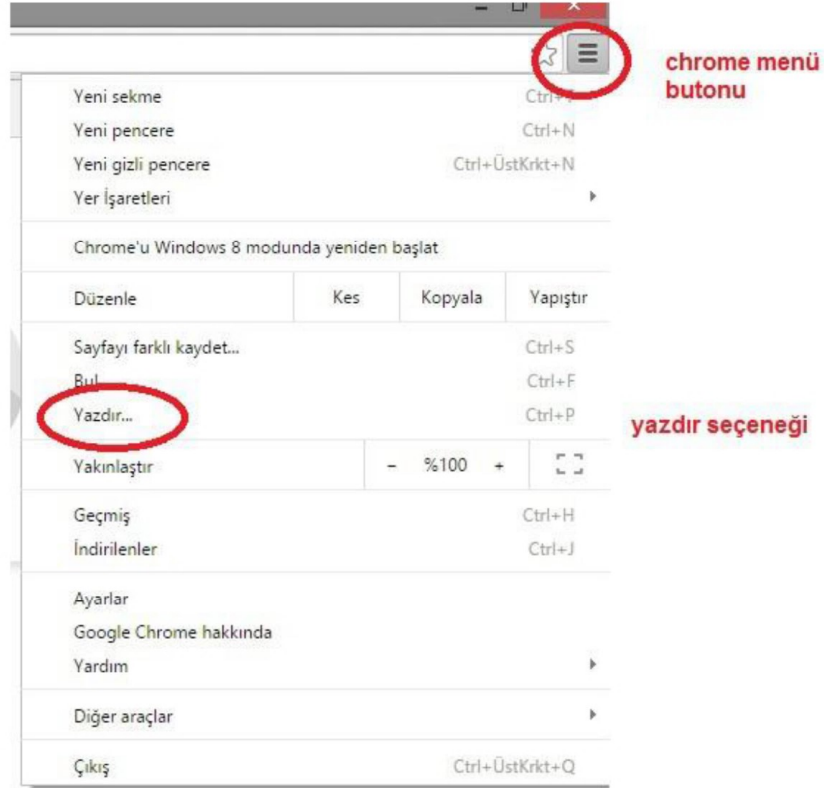 chrome menü
butonu
Yeni sekme Ctrl+T
Yeni pencere Ctrl+N
Yeni gizli pencere Ctrl+ÜstKrkt+N
Yer İşaretleri
Chrome'u Windows 8 modunda yeniden başlat
Düzenle Kes Kopyala Yapıştır
Sayfayı farklı kaydet... Ctrl+S
Bul... Ctrl+F
Yazdır... Ctrl+P
yazdır seçeneği
Yakınlaştır - %100 +
Geçmiş Ctrl+H
İndirilenler Ctrl+J
Ayarlar
Google Chrome hakkında
Yardım
Diğer araçlar
Çıkış Ctrl+ÜstKrkt+Q